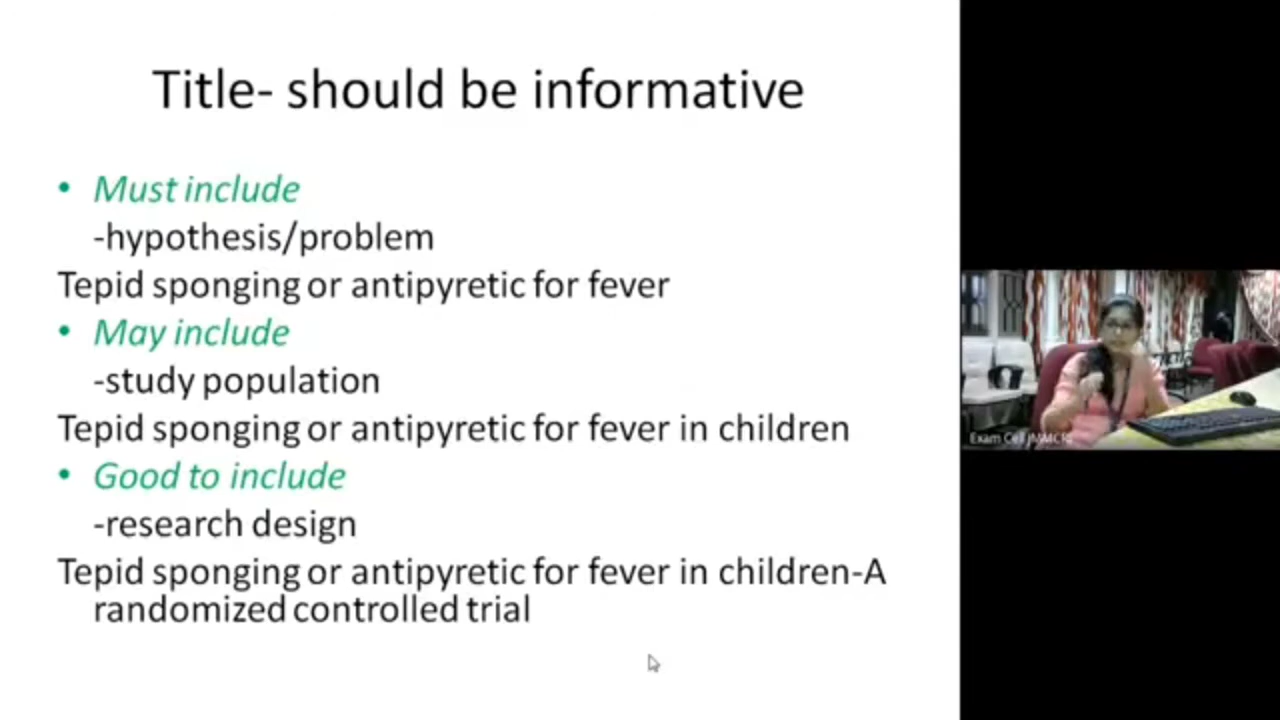 Title- should be informative
• Must include
-hypothesis/problem
Tepid sponging or antipyretic for fever
• May include
-study population
Tepid sponging or antipyretic for fever in children
• Good to include
-research design
Tepid sponging or antipyretic for fever in children-A
randomized controlled trial
Exam Cell